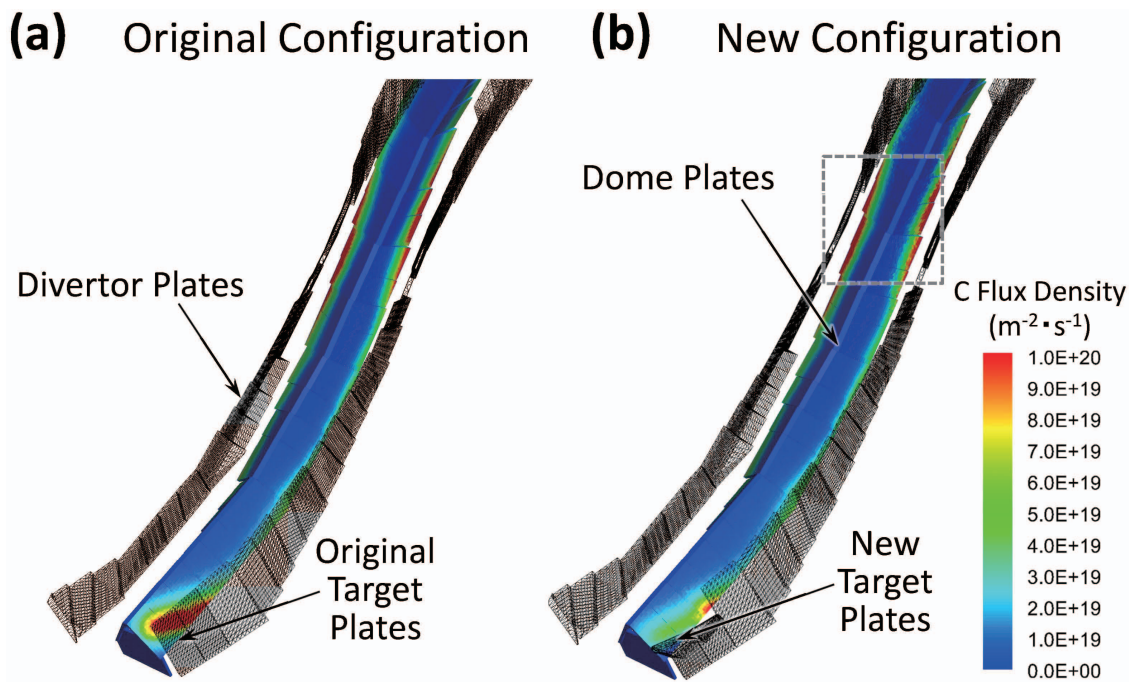 (a) Original Configuration
(b) New Configuration
Divertor Plates
Original
Target
Plates
Dome Plates
New
Target
Plates
C Flux Density
(m⁻²·s⁻¹)
1.0E+20
9.0E+19
8.0E+19
7.0E+19
6.0E+19
5.0E+19
4.0E+19
3.0E+19
2.0E+19
1.0E+19
0.0E+00